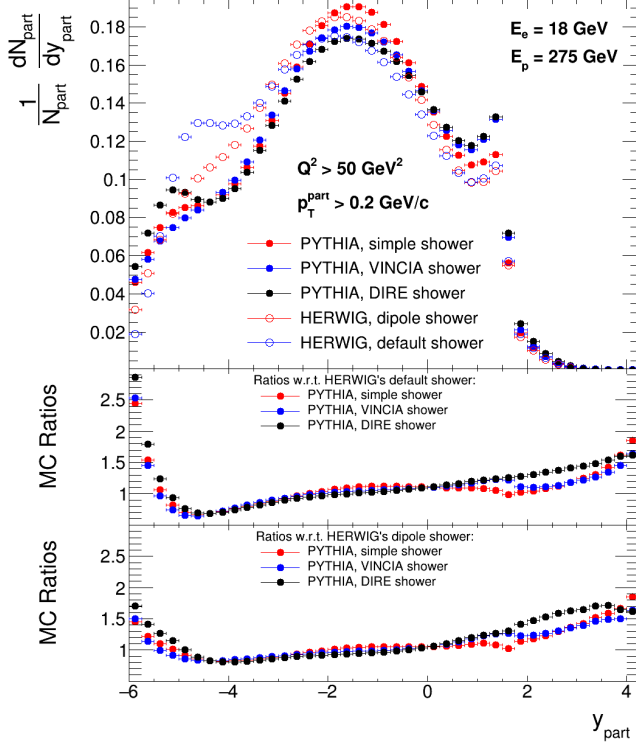 1/N_part dN_part/dy_part
0.18
0.16
0.14
0.12
0.1
0.08
0.06
0.04
0.02
E_e = 18 GeV
E_p = 275 GeV
Q² > 50 GeV²
p_T^part > 0.2 GeV/c
PYTHIA, simple shower
PYTHIA, VINCIA shower
PYTHIA, DIRE shower
HERWIG, dipole shower
HERWIG, default shower
MC Ratios
2.5
2
1.5
1
Ratios w.r.t. HERWIG's default shower:
PYTHIA, simple shower
PYTHIA, VINCIA shower
PYTHIA, DIRE shower
MC Ratios
2.5
2
1.5
1
Ratios w.r.t. HERWIG's dipole shower:
PYTHIA, simple shower
PYTHIA, VINCIA shower
PYTHIA, DIRE shower
−6 −4 −2 0 2 4
y_part